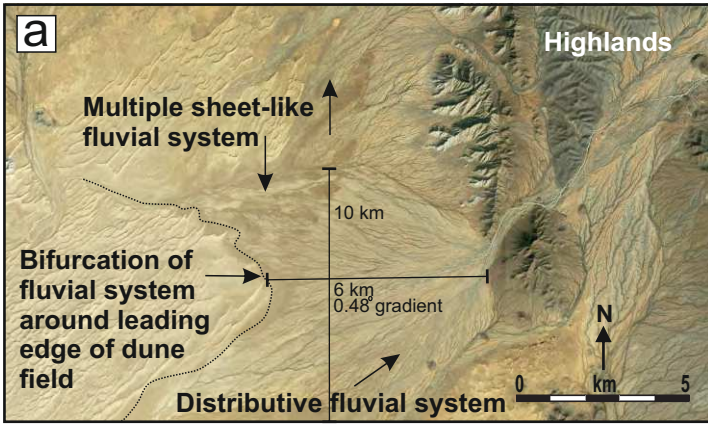 a
Highlands
Multiple sheet-like
fluvial system
10 km
Bifurcation of
fluvial system
around leading
edge of dune
field
6 km
0.48° gradient
N
0 km 5
Distributive fluvial system